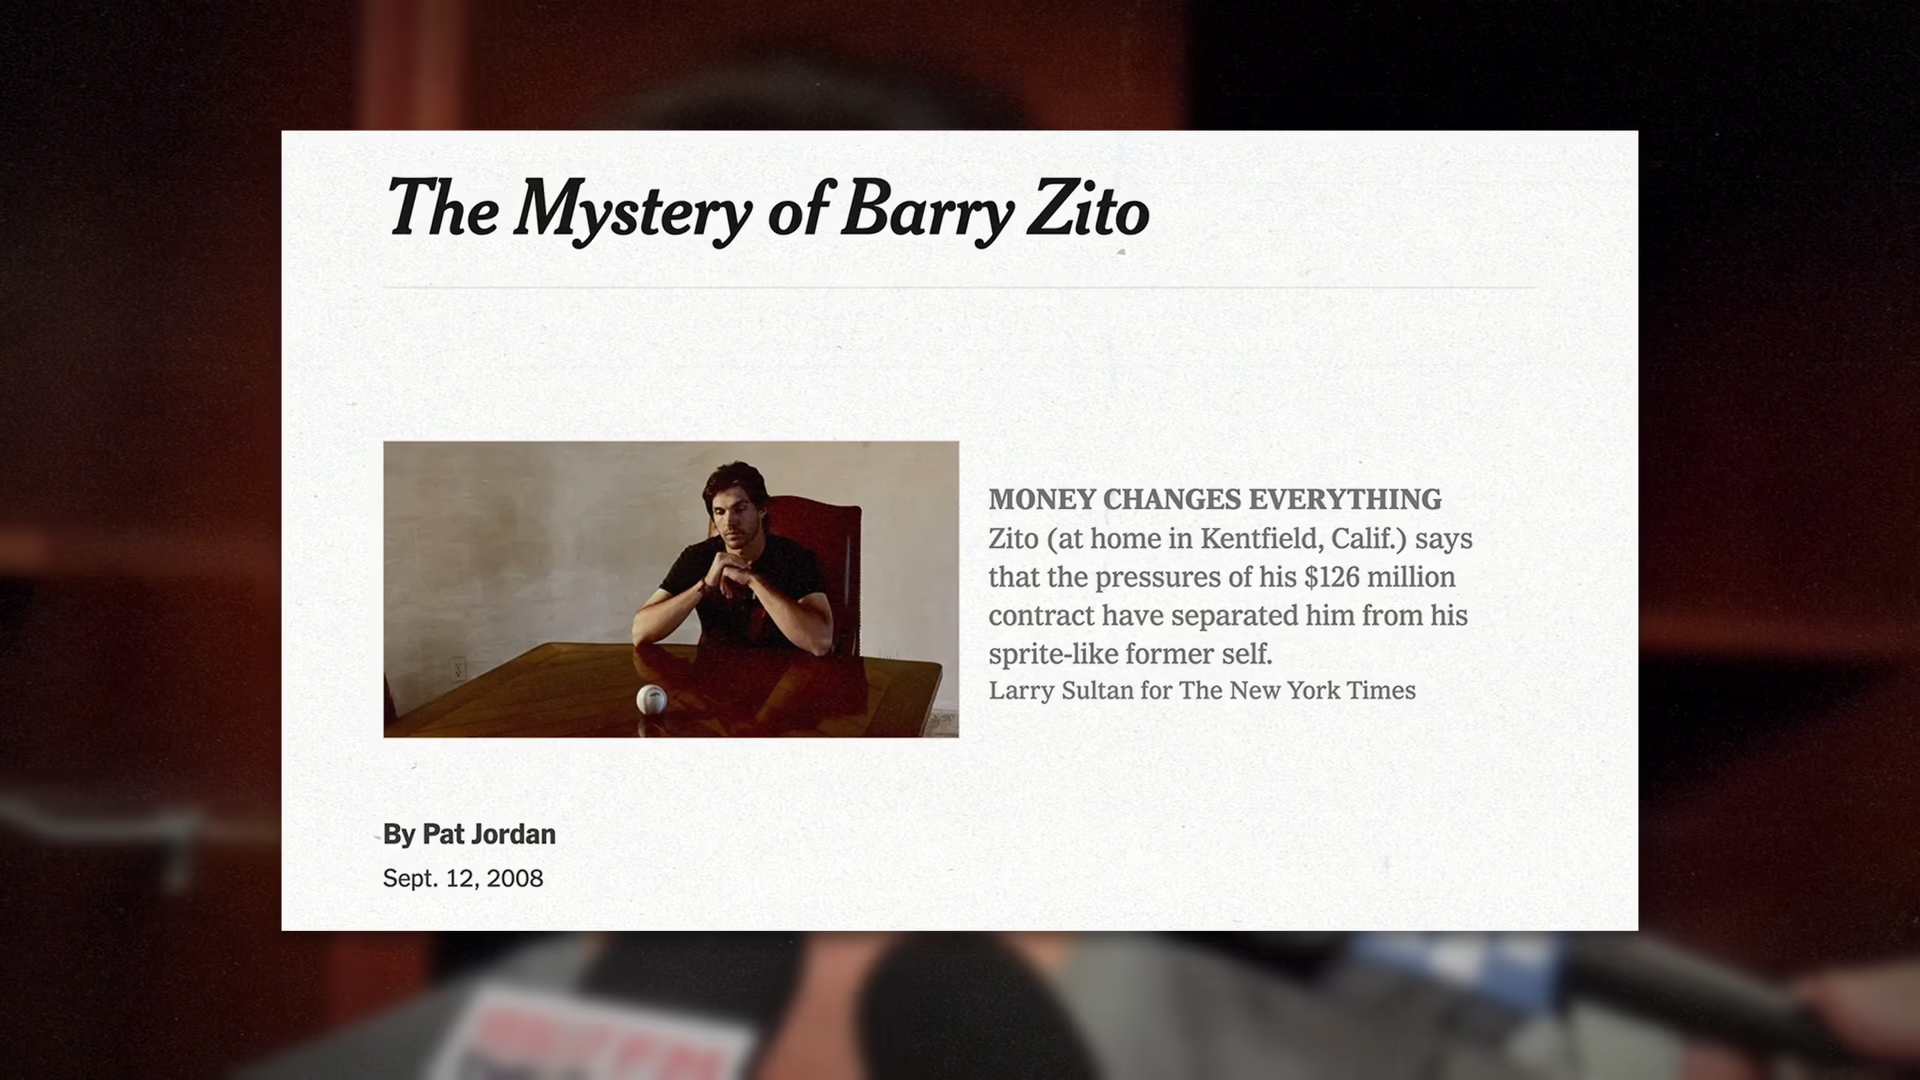 The Mystery of Barry Zito
MONEY CHANGES EVERYTHING
Zito (at home in Kentfield, Calif.) says
that the pressures of his $126 million
contract have separated him from his
sprite-like former self.
Larry Sultan for The New York Times
By Pat Jordan
Sept. 12, 2008